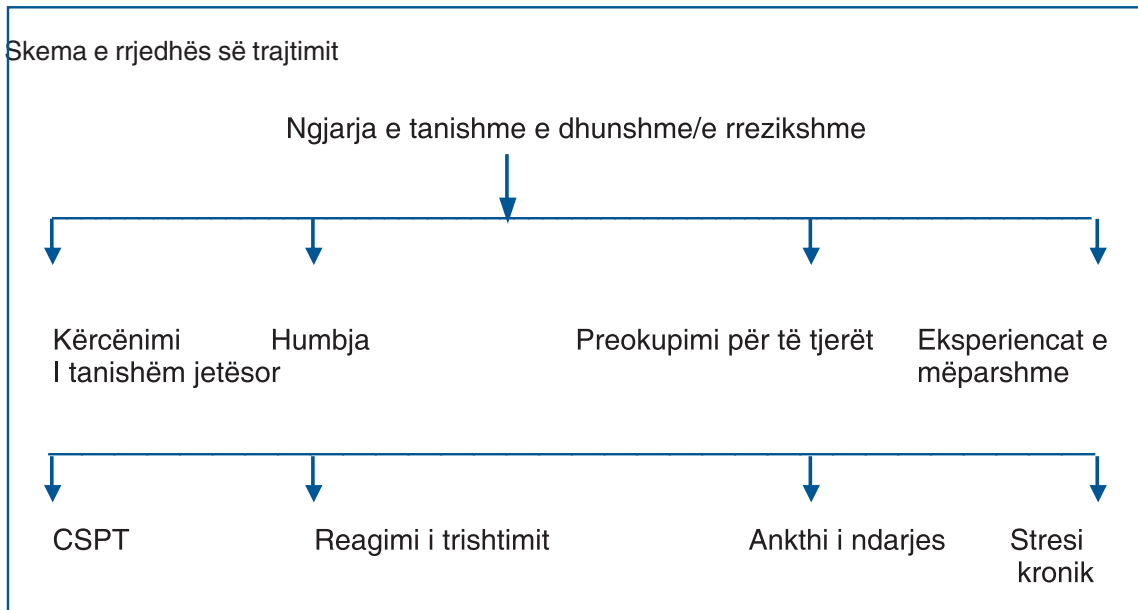 Skema e rrjedhës së trajtimit
Ngjarja e tanishme e dhunshme/e rrezikshme
Kërcënimi
I tanishëm jetësor
Humbja
Preokupimi për të tjerët
Eksperiencat e
mëparshme
CSPT
Reagimi i trishtimit
Ankthi i ndarjes
Stresi
kronik